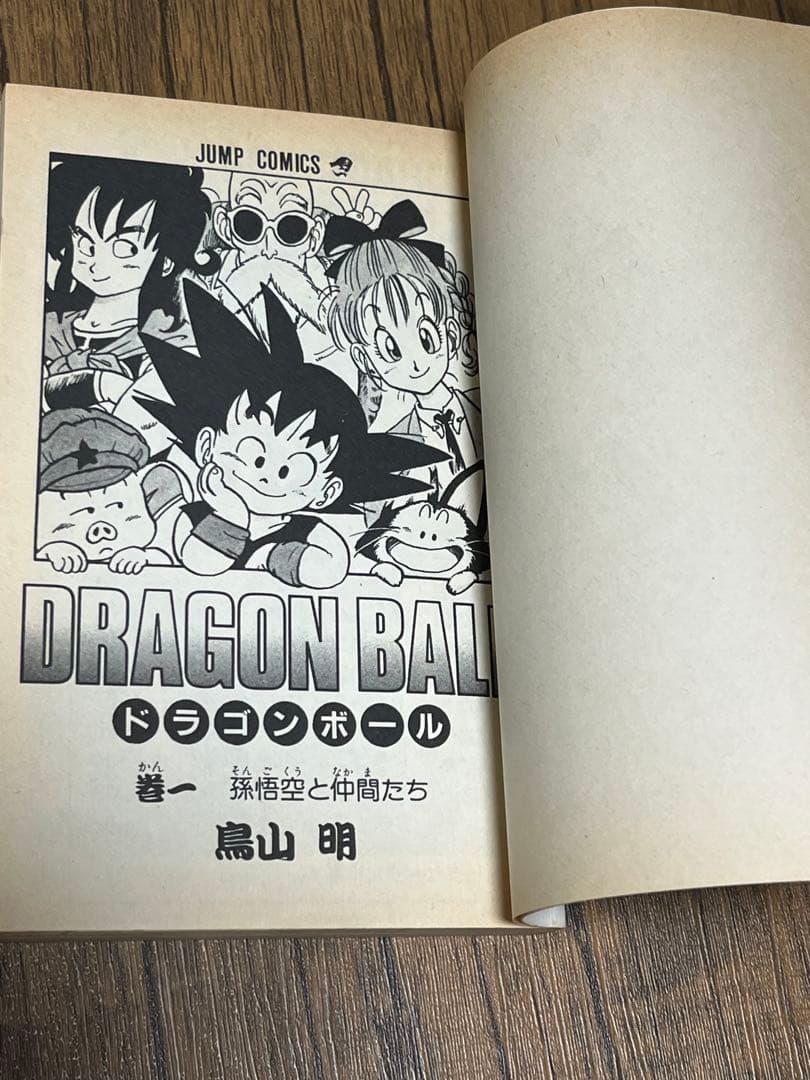 JUMP COMICS
DRAGON BALL
ドラゴンボール
かん そんごくう なかま
巻一 孫悟空と仲間たち
鳥山 明